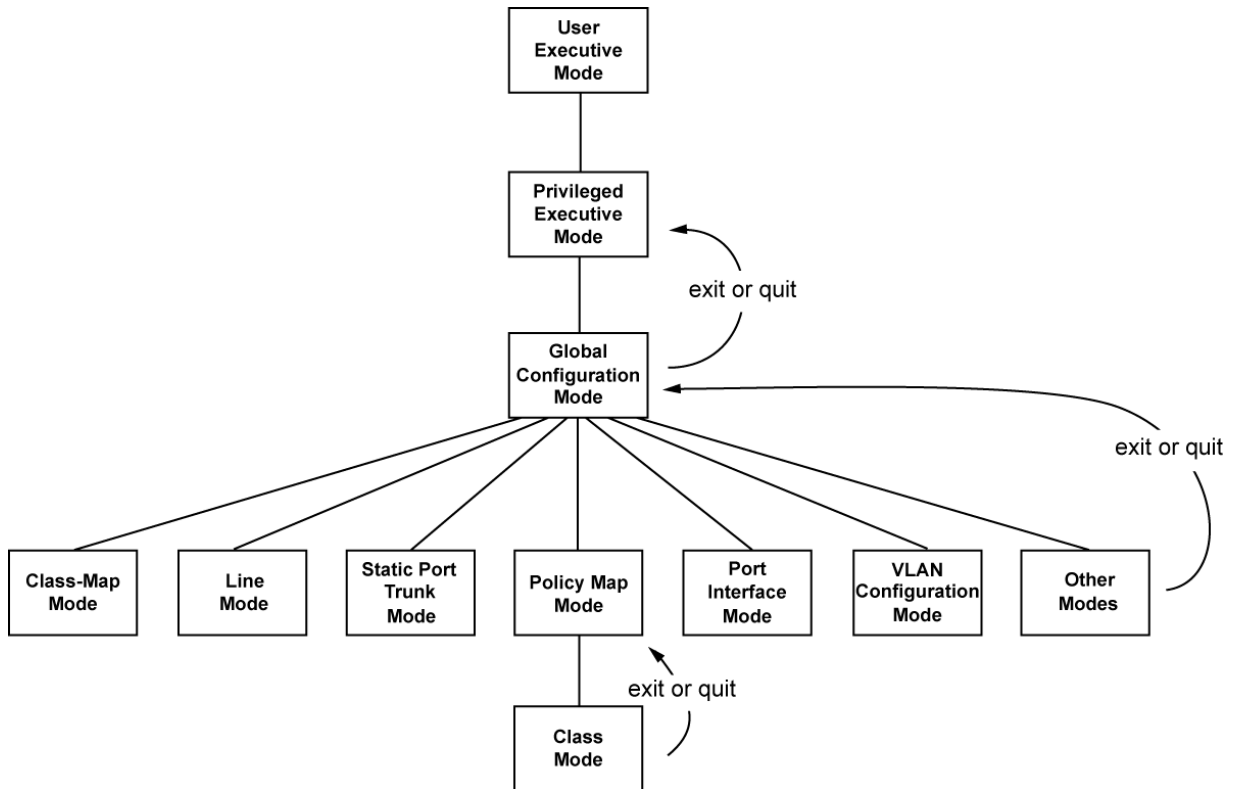 User
Executive
Mode
Privileged
Executive
Mode
exit or quit
Global
Configuration
Mode
exit or quit
Class-Map
Mode
Line
Mode
Static Port
Trunk
Mode
Policy Map
Mode
Port
Interface
Mode
VLAN
Configuration
Mode
Other
Modes
exit or quit
Class
Mode